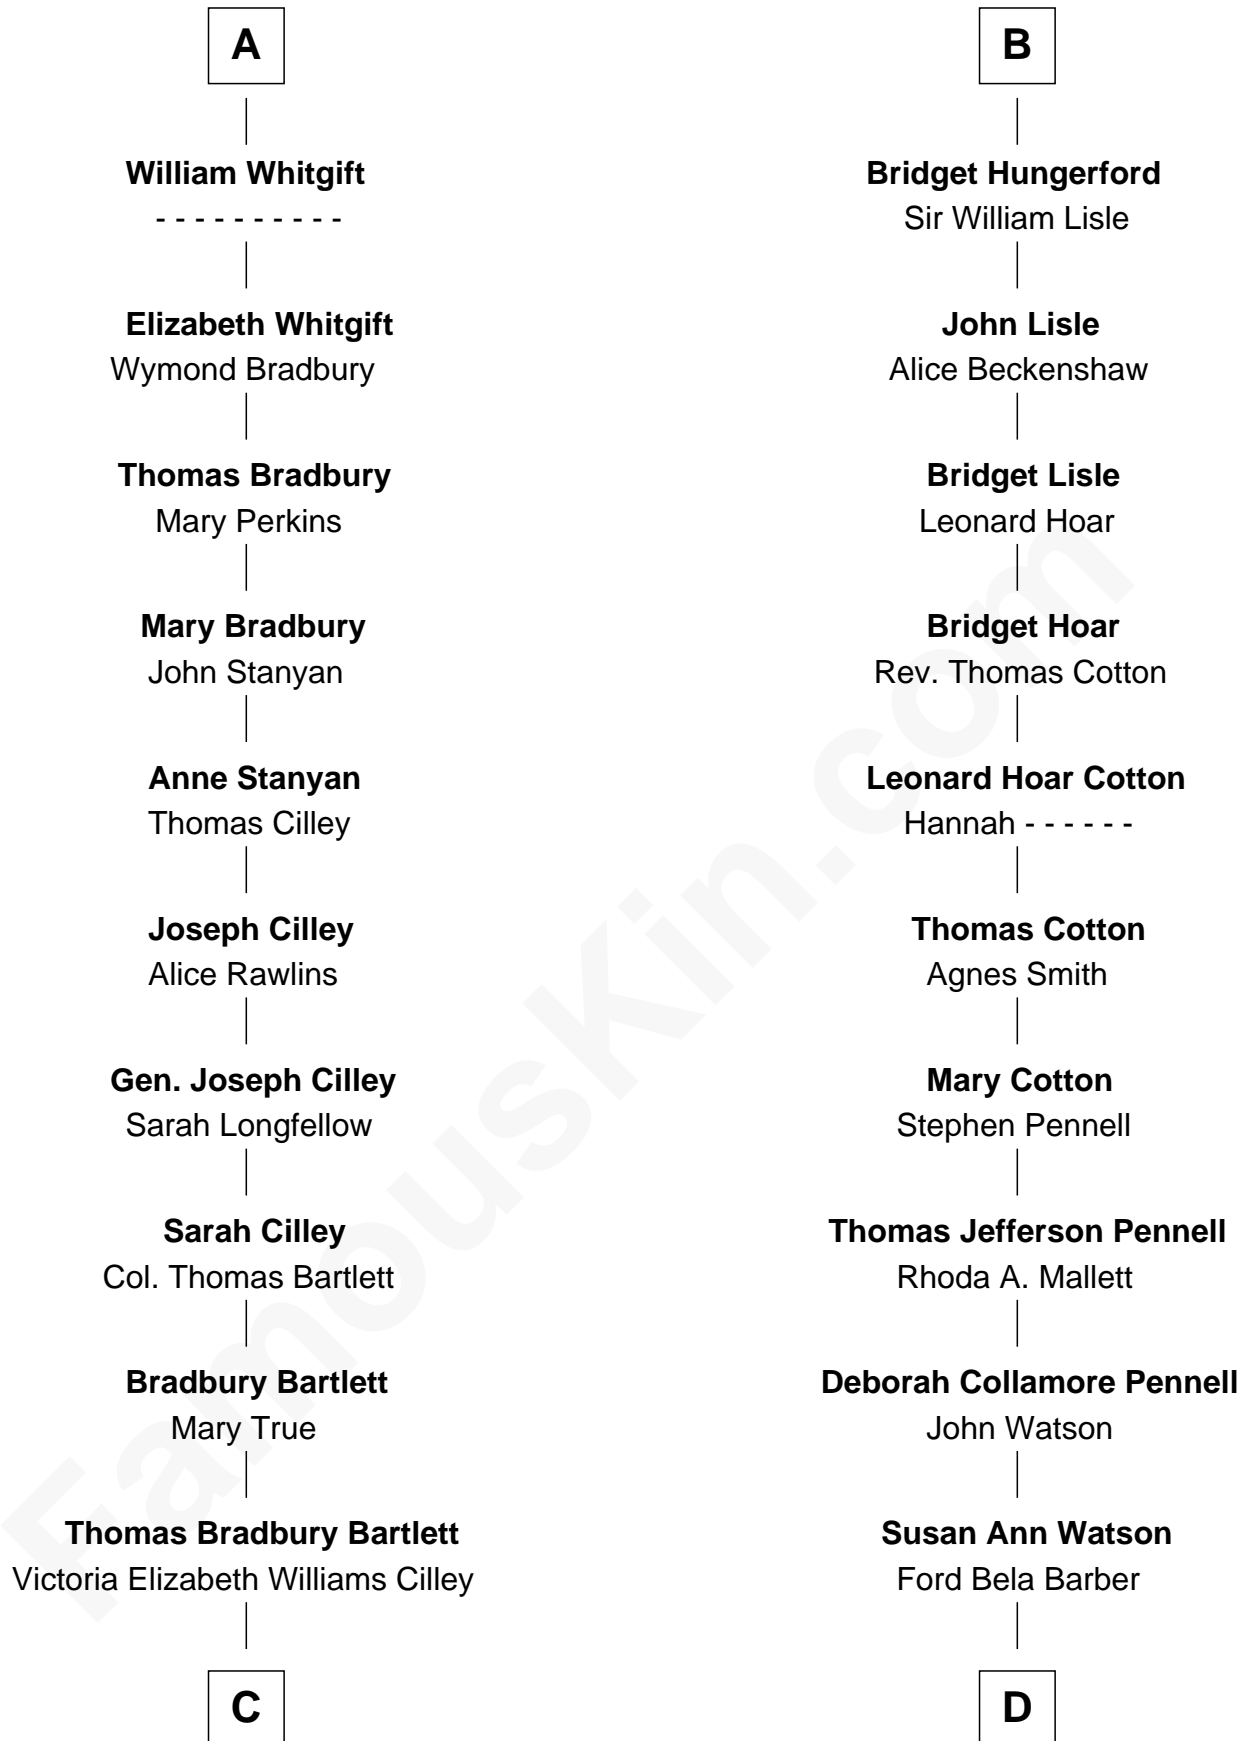 A
William Whitgift
- - - - - - - - - -
Elizabeth Whitgift
Wymond Bradbury
Thomas Bradbury
Mary Perkins
Mary Bradbury
John Stanyan
Anne Stanyan
Thomas Cilley
Joseph Cilley
Alice Rawlins
Gen. Joseph Cilley
Sarah Longfellow
Sarah Cilley
Col. Thomas Bartlett
Bradbury Bartlett
Mary True
Thomas Bradbury Bartlett
Victoria Elizabeth Williams Cilley
C
B
Bridget Hungerford
Sir William Lisle
John Lisle
Alice Beckenshaw
Bridget Lisle
Leonard Hoar
Bridget Hoar
Rev. Thomas Cotton
Leonard Hoar Cotton
Hannah - - - - - -
Thomas Cotton
Agnes Smith
Mary Cotton
Stephen Pennell
Thomas Jefferson Pennell
Rhoda A. Mallett
Deborah Collamore Pennell
John Watson
Susan Ann Watson
Ford Bela Barber
D
FamousKin.com